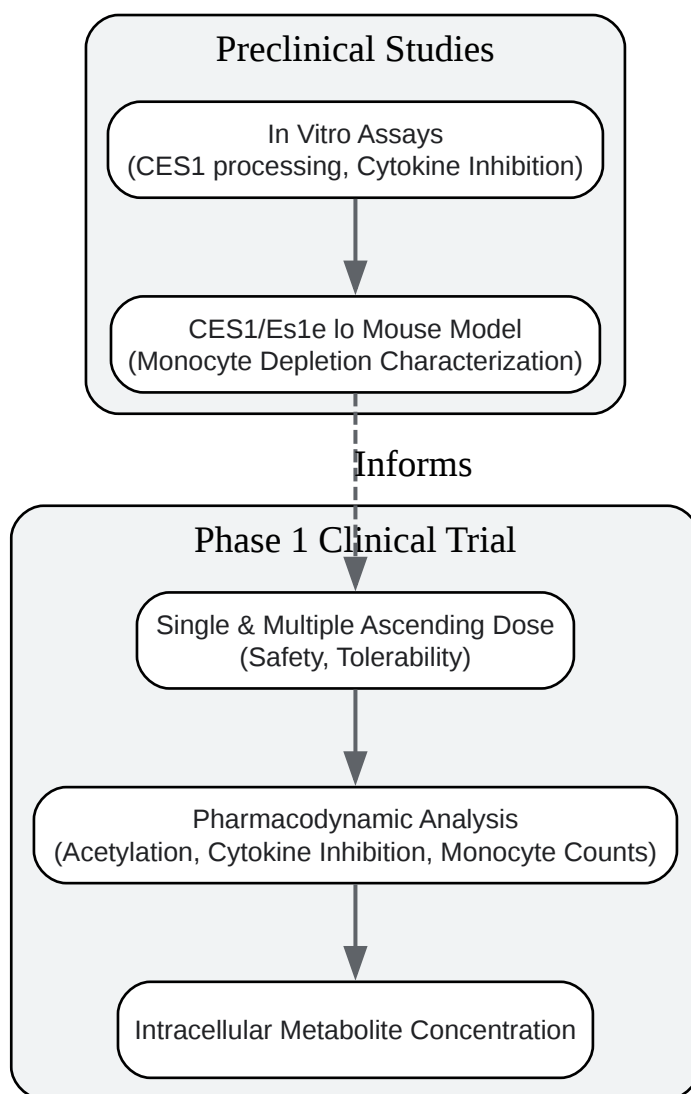 Preclinical Studies
In Vitro Assays
(CES1 processing, Cytokine Inhibition)
CES1/Es1e lo Mouse Model
(Monocyte Depletion Characterization)
Informs
Phase 1 Clinical Trial
Single & Multiple Ascending Dose
(Safety, Tolerability)
Pharmacodynamic Analysis
(Acetylation, Cytokine Inhibition, Monocyte Counts)
Intracellular Metabolite Concentration